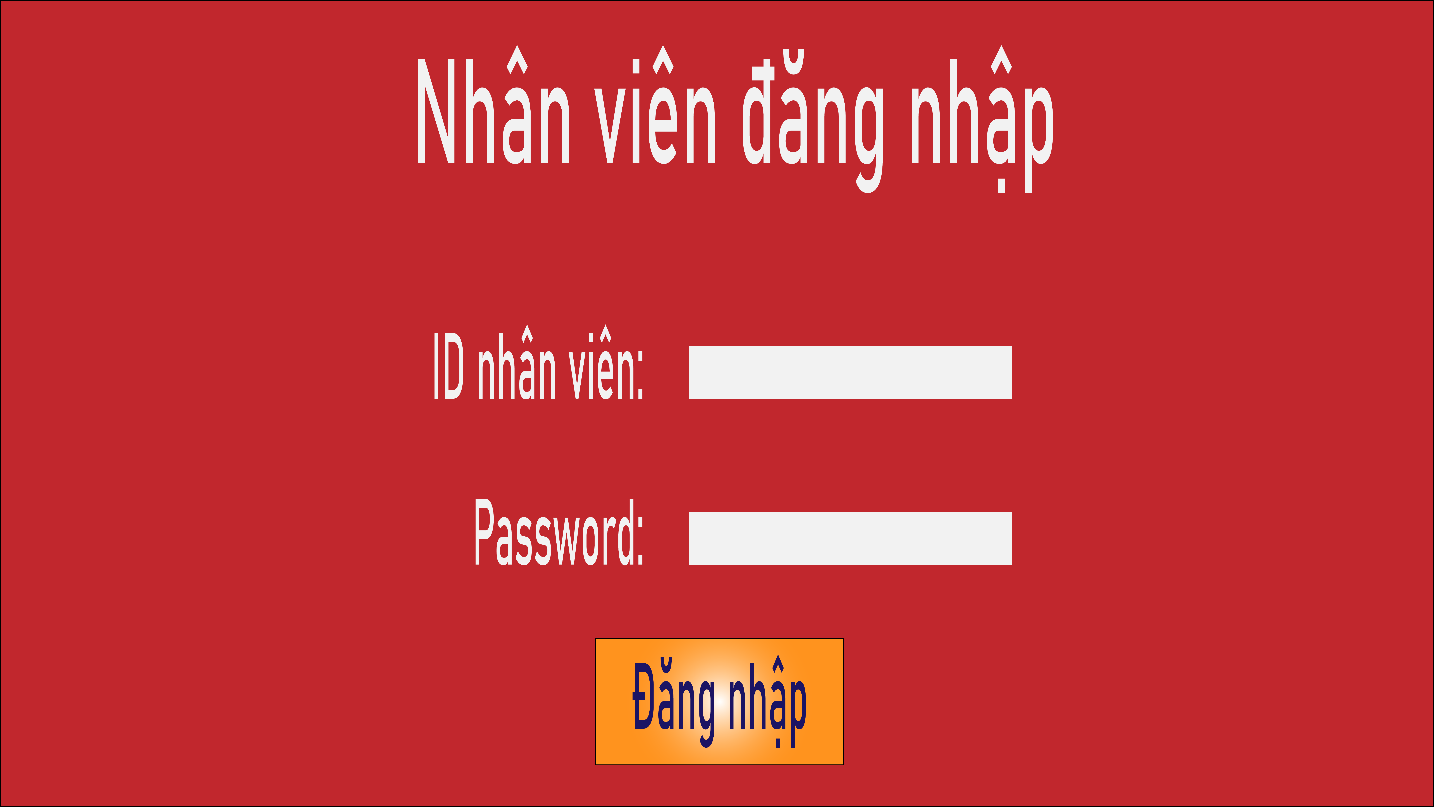 Nhân viên đăng nhập
ID nhân viên:
Password:
Đăng nhập